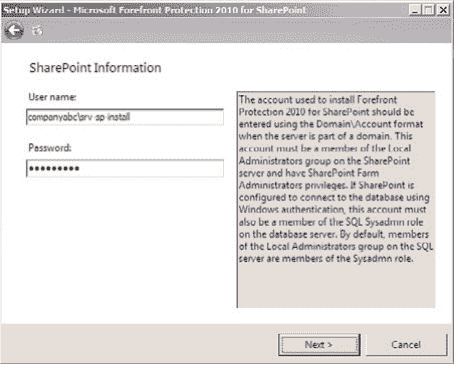 Setup Wizard - Microsoft Forefront Protection 2010 for SharePoint
SharePoint Information
User name:
companyabc\srv-sp-install
Password:
•••••••••
The account used to install Forefront
Protection 2010 for SharePoint should be
entered using the Domain\Account format
when the server is part of a domain. This
account must be a member of the Local
Administrators group on the SharePoint
server and have SharePoint Farm
Administrators privileges. If SharePoint is
configured to connect to the database using
Windows authentication, this account must
also be a member of the SQL Sysadmn role
on the database server. By default, members
of the Local Administrators group on the SQL
server are members of the Sysadmn role.
Next >
Cancel